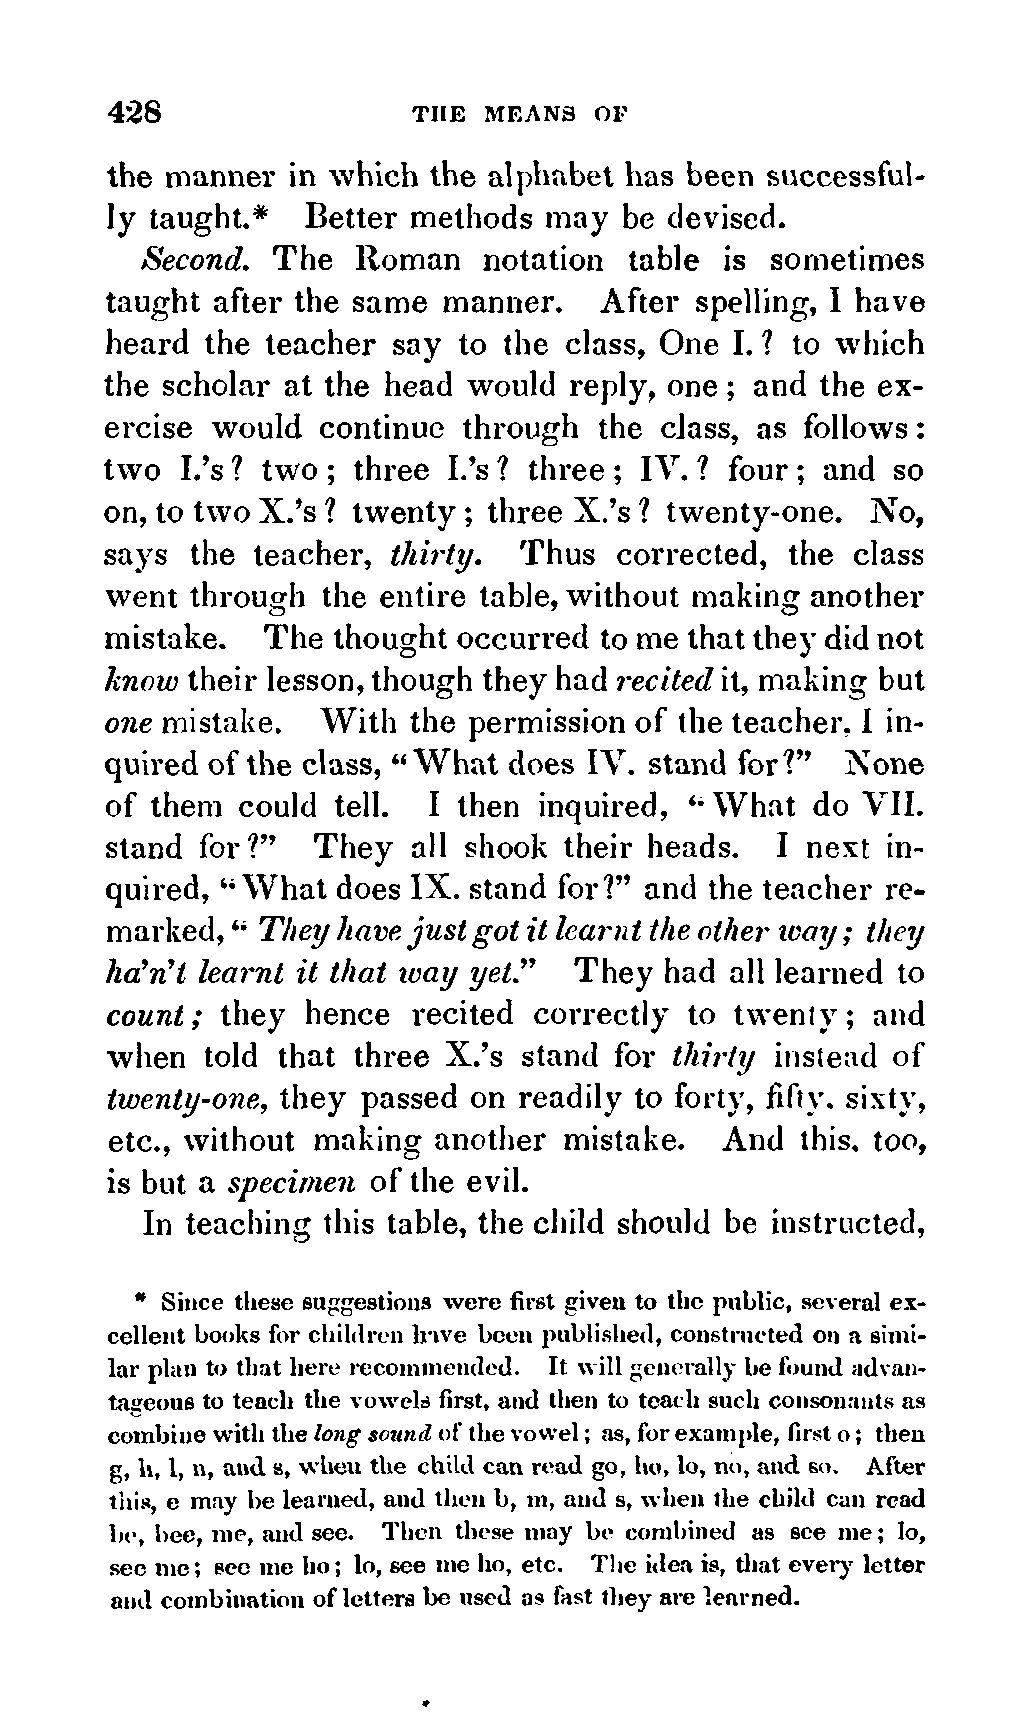 428 THE MEANS OF
the manner in which the alphabet has been successful-
ly taught.* Better methods may be devised.
Second. The Roman notation table is sometimes
taught after the same manner. After spelling, I have
heard the teacher say to the class, One I.? to which
the scholar at the head would reply, one; and the ex-
ercise would continue through the class, as follows:
two I.'s? two; three I.'s? three; IV.? four; and so
on, to two X.'s? twenty; three X.'s? twenty-one. No,
says the teacher, thirty. Thus corrected, the class
went through the entire table, without making another
mistake. The thought occurred to me that they did not
know their lesson, though they had recited it, making but
one mistake. With the permission of the teacher, I in-
quired of the class, "What does IV. stand for?" None
of them could tell. I then inquired, "What do VII.
stand for?" They all shook their heads. I next in-
quired, "What does IX. stand for?" and the teacher re-
marked, "They have just got it learnt the other way; they
ha'n't learnt it that way yet." They had all learned to
count; they hence recited correctly to twenty; and
when told that three X.'s stand for thirty instead of
twenty-one, they passed on readily to forty, fifty, sixty,
etc., without making another mistake. And this, too,
is but a specimen of the evil.
In teaching this table, the child should be instructed,
* Since these suggestions were first given to the public, several ex-
cellent books for children have been published, constructed on a simi-
lar plan to that here recommended. It will generally be found advan-
tageous to teach the vowels first, and then to teach such consonants as
combine with the long sound of the vowel; as, for example, first o; then
g, h, l, n, and s, when the child can read go, ho, lo, no, and so. After
this, e may be learned, and then b, m, and s, when the child can read
be, bee, me, and see. Then these may be combined as see me; lo,
see me; see me ho; lo, see me ho, etc. The idea is, that every letter
and combination of letters be used as fast they are learned.